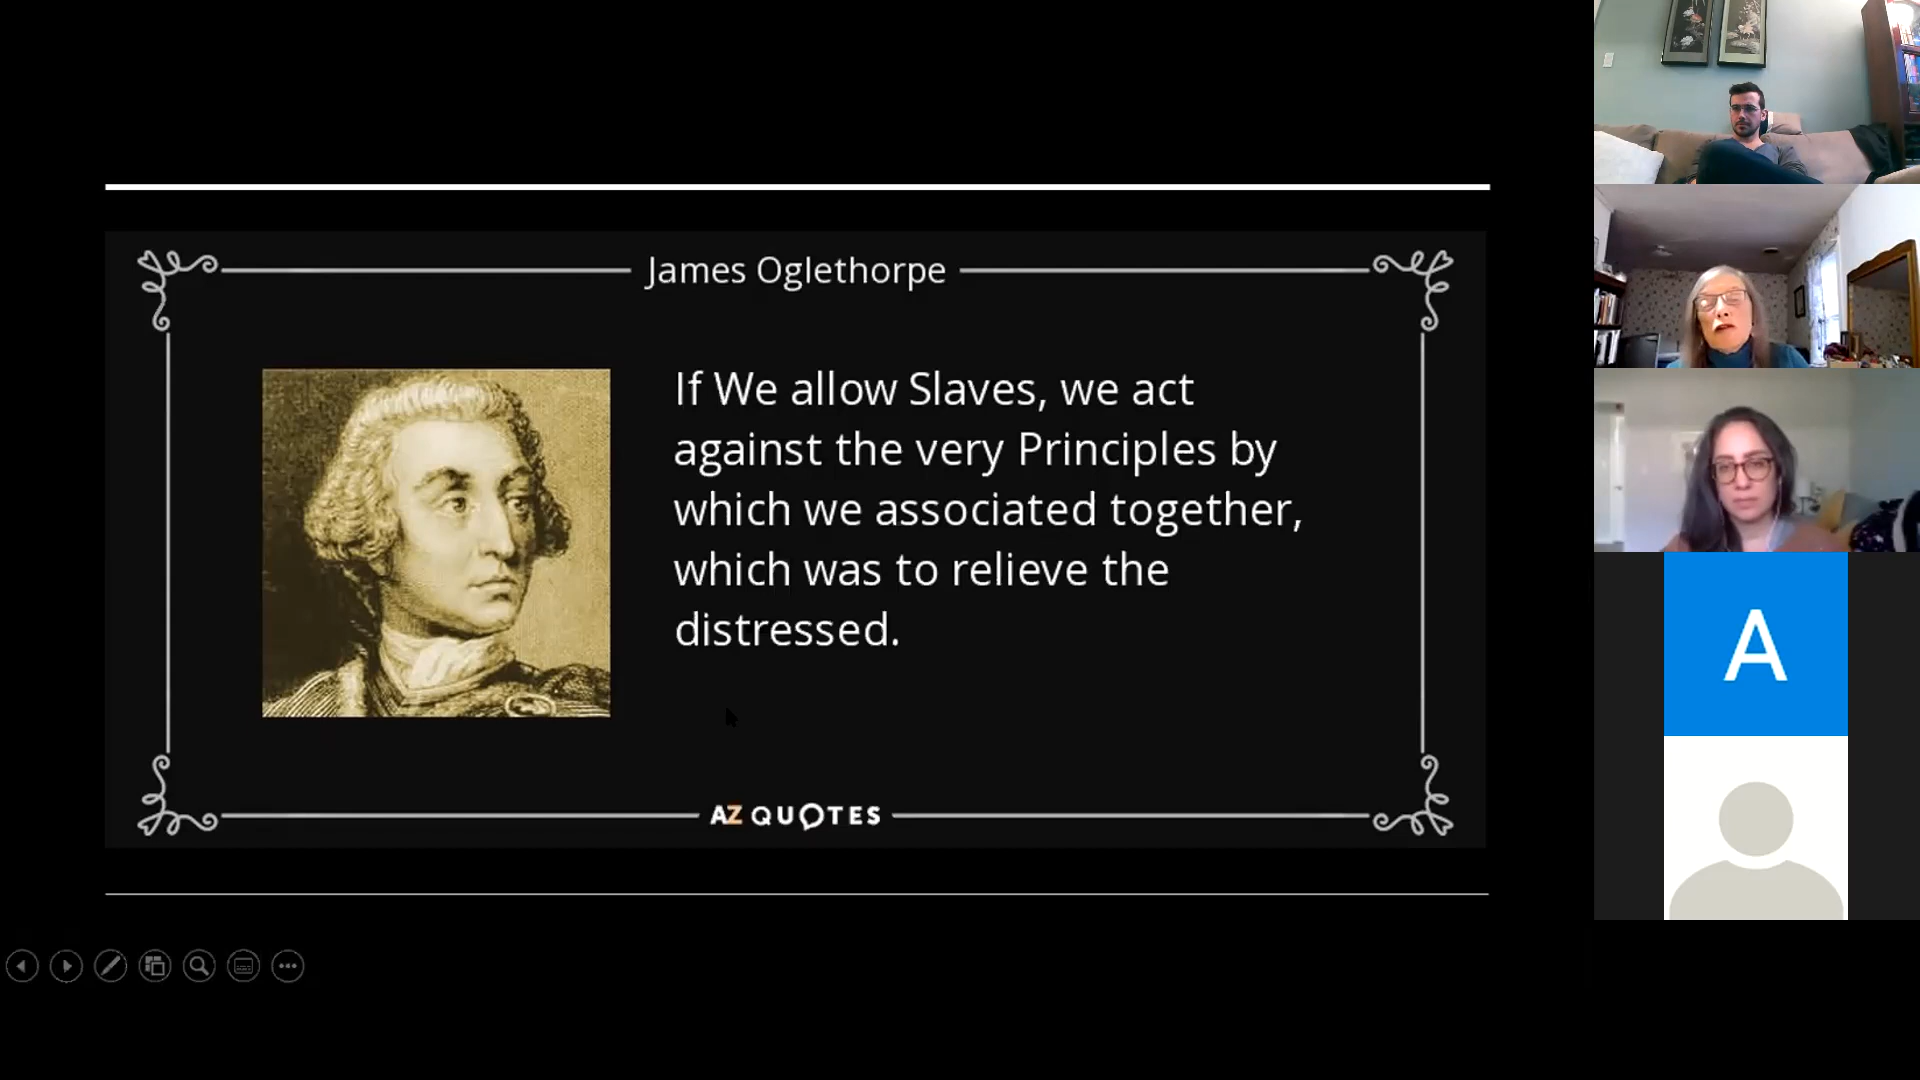 James Oglethorpe
If We allow Slaves, we act
against the very Principles by
which we associated together,
which was to relieve the
distressed.
AZ QUOTES
A